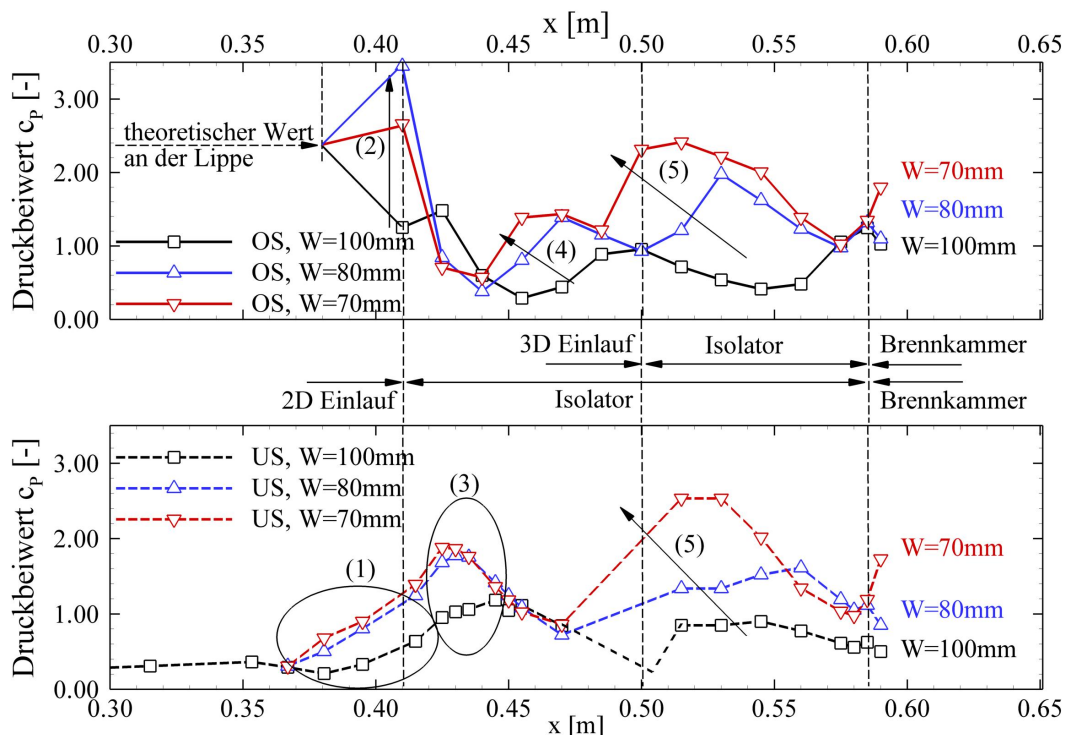 x [m]
0.30 0.35 0.40 0.45 0.50 0.55 0.60 0.65
Druckbeiwert cP [-]
3.00
2.00
1.00
0.00
theoretischer Wert
an der Lippe
(2)
(4)
(5)
OS, W=100mm
OS, W=80mm
OS, W=70mm
W=70mm
W=80mm
W=100mm
3D Einlauf Isolator Brennkammer
2D Einlauf Isolator Brennkammer
Druckbeiwert cP [-]
3.00
2.00
1.00
0.00
US, W=100mm
US, W=80mm
US, W=70mm
(1)
(3)
(5)
W=70mm
W=80mm
W=100mm
0.30 0.35 0.40 0.45 0.50 0.55 0.60 0.65
x [m]